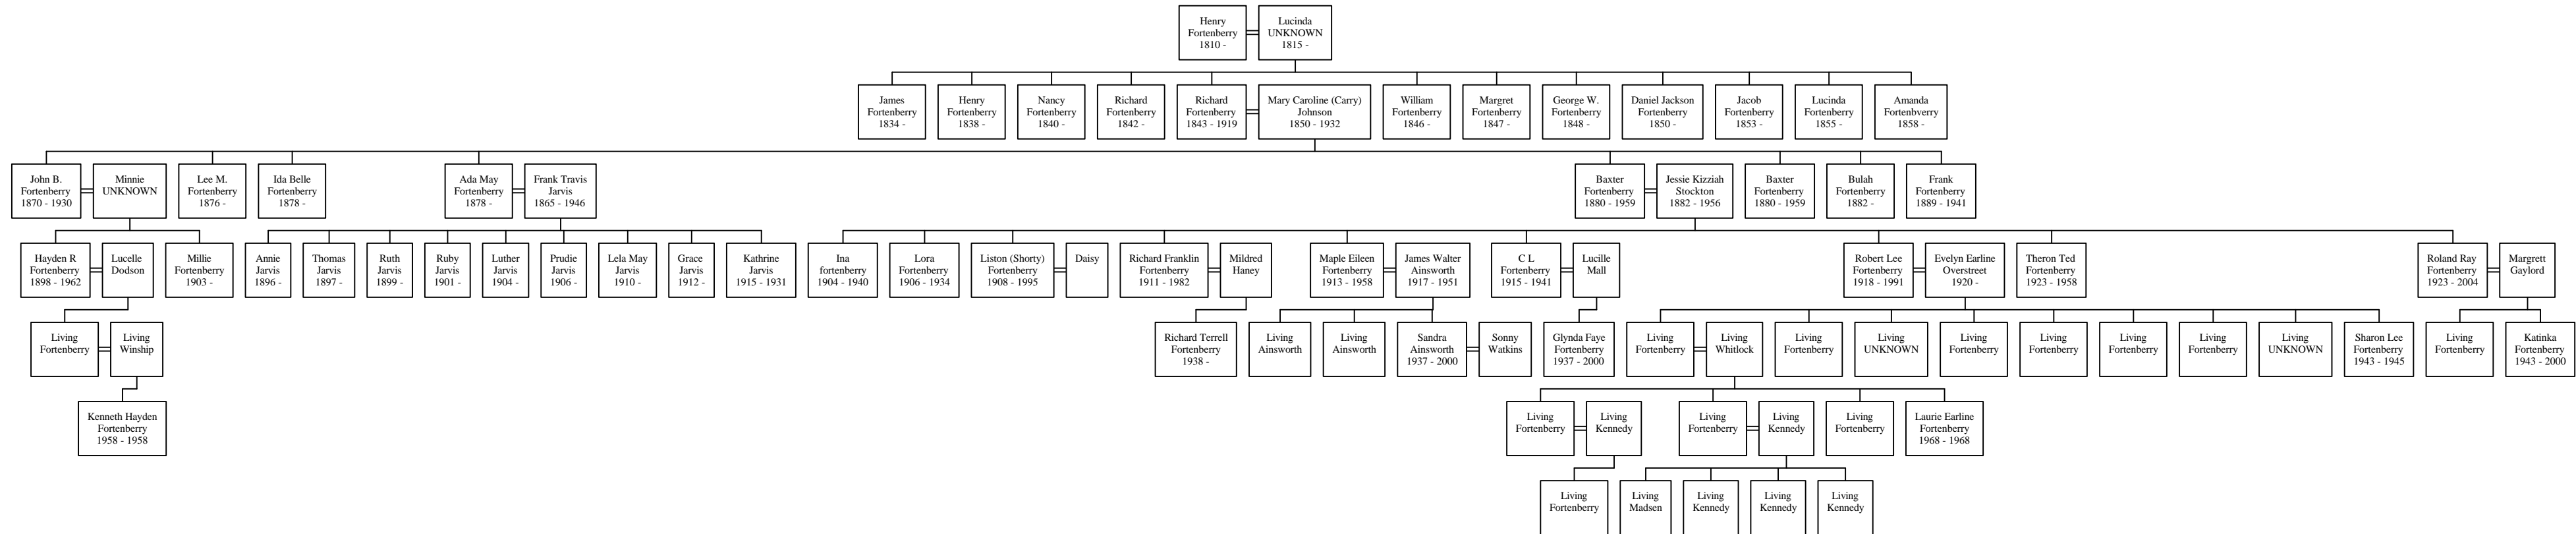 Henry
Fortenberry
1810 -
Lucinda
UNKNOWN
1815 -
James
Fortenberry
1834 -
Henry
Fortenberry
1838 -
Nancy
Fortenberry
1840 -
Richard
Fortenberry
1842 -
Richard
Fortenberry
1843 - 1919
Mary Caroline (Carry)
Johnson
1850 - 1932
William
Fortenberry
1846 -
Margret
Fortenberry
1847 -
George W.
Fortenberry
1848 -
Daniel Jackson
Fortenberry
1850 -
Jacob
Fortenberry
1853 -
Lucinda
Fortenberry
1855 -
Amanda
Fortenbverry
1858 -
John B.
Fortenberry
1870 - 1930
Minnie
UNKNOWN
Lee M.
Fortenberry
1876 -
Ida Belle
Fortenberry
1878 -
Ada May
Fortenberry
1878 -
Frank Travis
Jarvis
1865 - 1946
Baxter
Fortenberry
1880 - 1959
Jessie Kizziah
Stockton
1882 - 1956
Baxter
Fortenberry
1880 - 1959
Bulah
Fortenberry
1882 -
Frank
Fortenberry
1889 - 1941
Hayden R
Fortenberry
1898 - 1962
Lucelle
Dodson
Millie
Fortenberry
1903 -
Annie
Jarvis
1896 -
Thomas
Jarvis
1897 -
Ruth
Jarvis
1899 -
Ruby
Jarvis
1901 -
Luther
Jarvis
1904 -
Prudie
Jarvis
1906 -
Lela May
Jarvis
1910 -
Grace
Jarvis
1912 -
Kathrine
Jarvis
1915 - 1931
Ina
fortenberry
1904 - 1940
Lora
Fortenberry
1906 - 1934
Liston (Shorty)
Fortenberry
1908 - 1995
Daisy
Richard Franklin
Fortenberry
1911 - 1982
Mildred
Haney
Maple Eileen
Fortenberry
1913 - 1958
James Walter
Ainsworth
1917 - 1951
C L
Fortenberry
1915 - 1941
Lucille
Mall
Robert Lee
Fortenberry
1918 - 1991
Evelyn Earline
Overstreet
1920 -
Theron Ted
Fortenberry
1923 - 1958
Roland Ray
Fortenberry
1923 - 2004
Margrett
Gaylord
Living
Fortenberry
Living
Winship
Richard Terrell
Fortenberry
1938 -
Living
Ainsworth
Living
Ainsworth
Sandra
Ainsworth
1937 - 2000
Sonny
Watkins
Glynda Faye
Fortenberry
1937 - 2000
Living
Fortenberry
Living
Whitlock
Living
Fortenberry
Living
UNKNOWN
Living
Fortenberry
Living
Fortenberry
Living
Fortenberry
Living
Fortenberry
Living
UNKNOWN
Sharon Lee
Fortenberry
1943 - 1945
Living
Fortenberry
Katinka
Fortenberry
1943 - 2000
Kenneth Hayden
Fortenberry
1958 - 1958
Living
Fortenberry
Living
Kennedy
Living
Fortenberry
Living
Kennedy
Living
Fortenberry
Laurie Earline
Fortenberry
1968 - 1968
Living
Fortenberry
Living
Madsen
Living
Kennedy
Living
Kennedy
Living
Kennedy